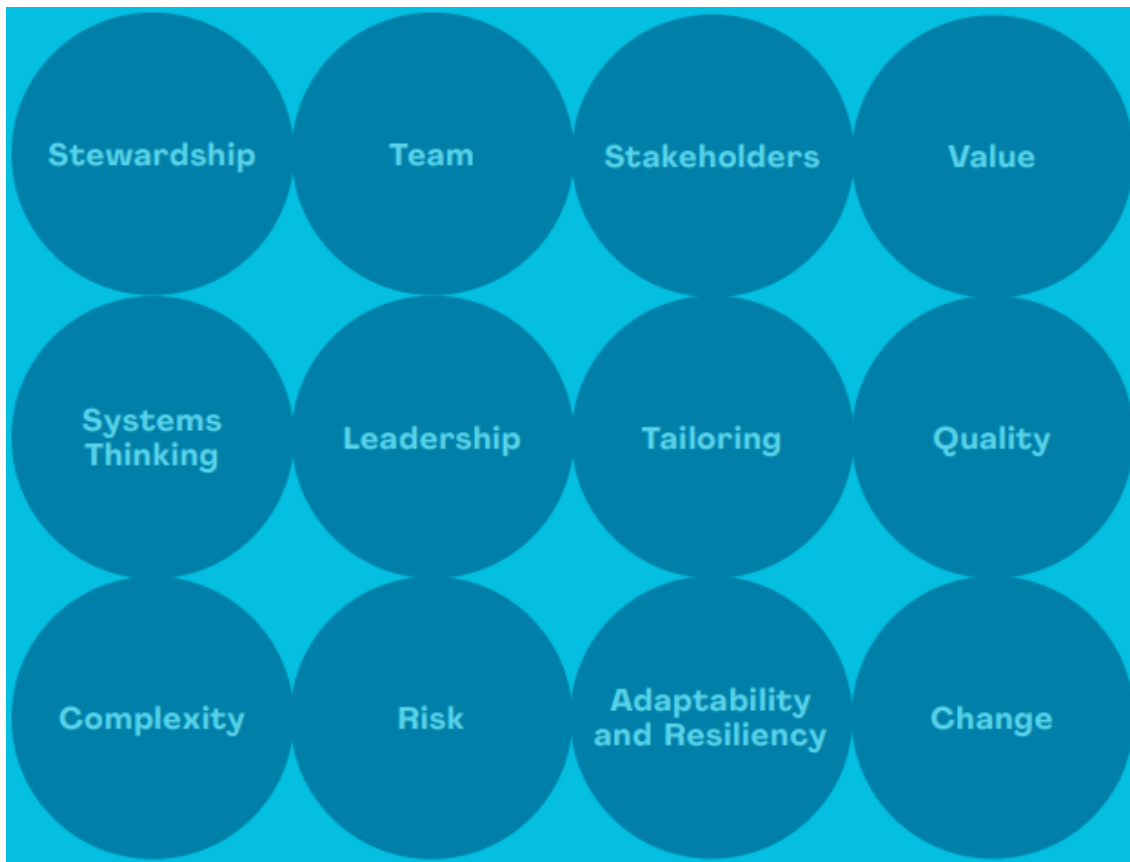 Stewardship
Team
Stakeholders
Value
Systems
Thinking
Leadership
Tailoring
Quality
Complexity
Risk
Adaptability
and Resiliency
Change